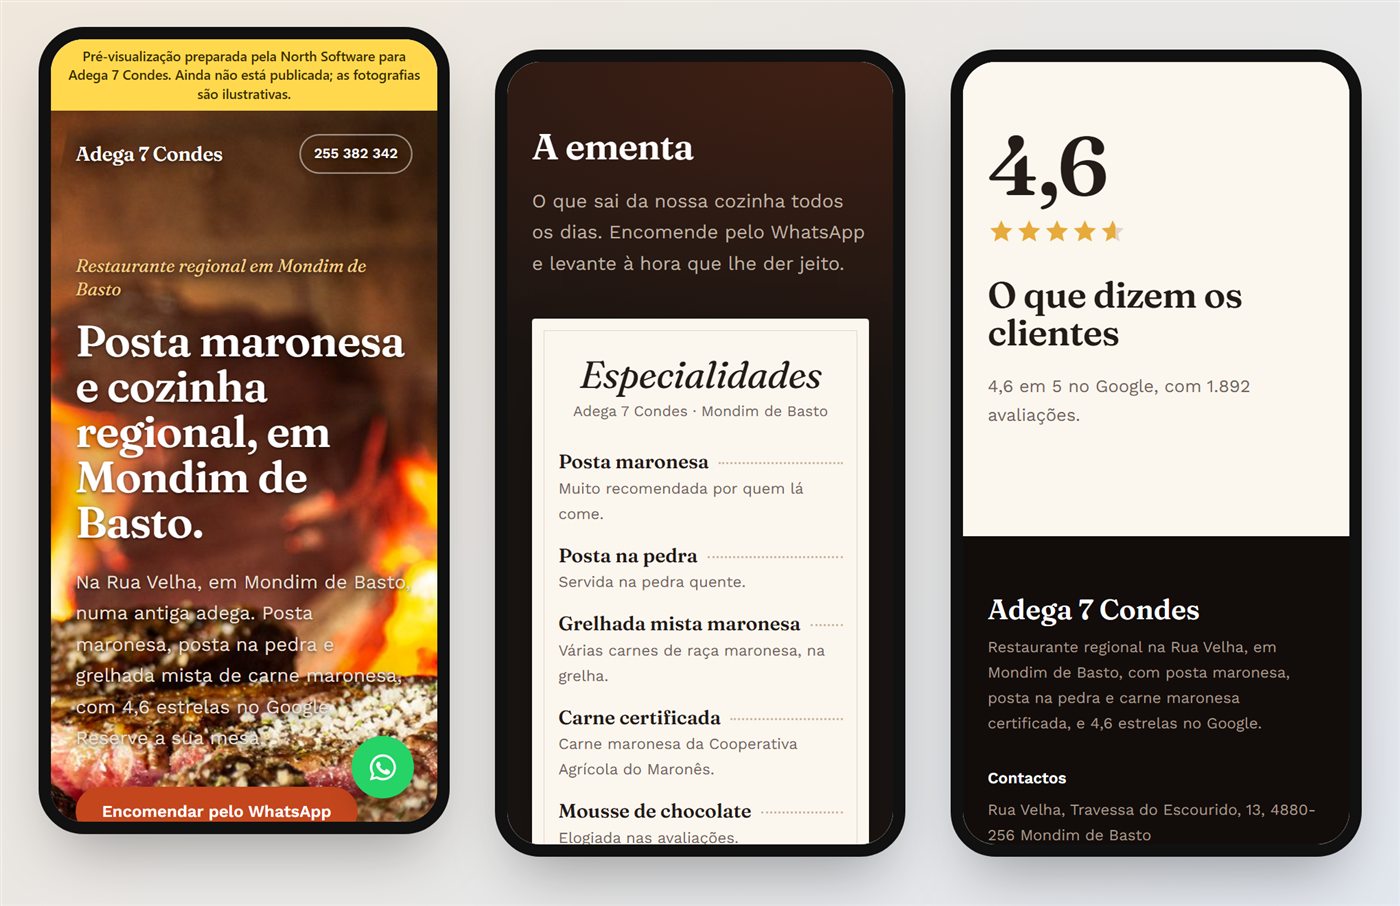 Pré-visualização preparada pela North Software para
Adega 7 Condes. Ainda não está publicada; as fotografias
são ilustrativas.
Adega 7 Condes
255 382 342
Restaurante regional em Mondim de
Basto
Posta maronesa
e cozinha
regional, em
Mondim de
Basto.
Na Rua Velha, em Mondim de Basto,
numa antiga adega. Posta
maronesa, posta na pedra e
grelhada mista de carne maronesa,
com 4,6 estrelas no Google.
Reserve a sua mesa.
Encomendar pelo WhatsApp
A ementa
O que sai da nossa cozinha todos
os dias. Encomende pelo WhatsApp
e levante à hora que lhe der jeito.
Especialidades
Adega 7 Condes · Mondim de Basto
Posta maronesa
Muito recomendada por quem lá
come.
Posta na pedra
Servida na pedra quente.
Grelhada mista maronesa
Várias carnes de raça maronesa, na
grelha.
Carne certificada
Carne maronesa da Cooperativa
Agrícola do Maronês.
Mousse de chocolate
Elogiada nas avaliações.
4,6
O que dizem os
clientes
4,6 em 5 no Google, com 1.892
avaliações.
Adega 7 Condes
Restaurante regional na Rua Velha, em
Mondim de Basto, com posta maronesa,
posta na pedra e carne maronesa
certificada, e 4,6 estrelas no Google.
Contactos
Rua Velha, Travessa do Escourido, 13, 4880-
256 Mondim de Basto